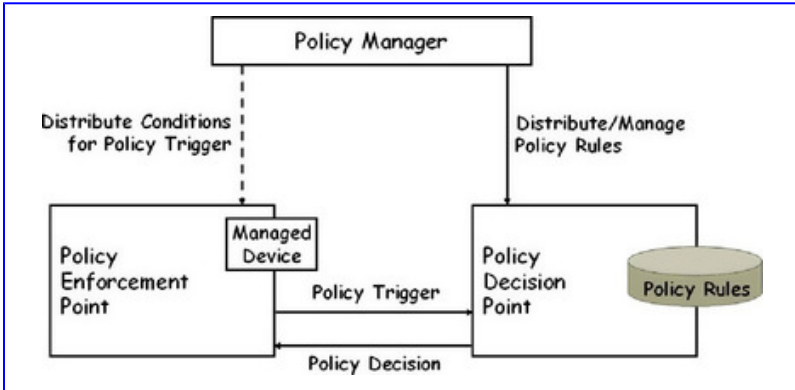 Policy Manager
Distribute Conditions
for Policy Trigger
Distribute/Manage
Policy Rules
Policy
Enforcement
Point
Managed
Device
Policy
Decision
Point
Policy Rules
Policy Trigger
Policy Decision